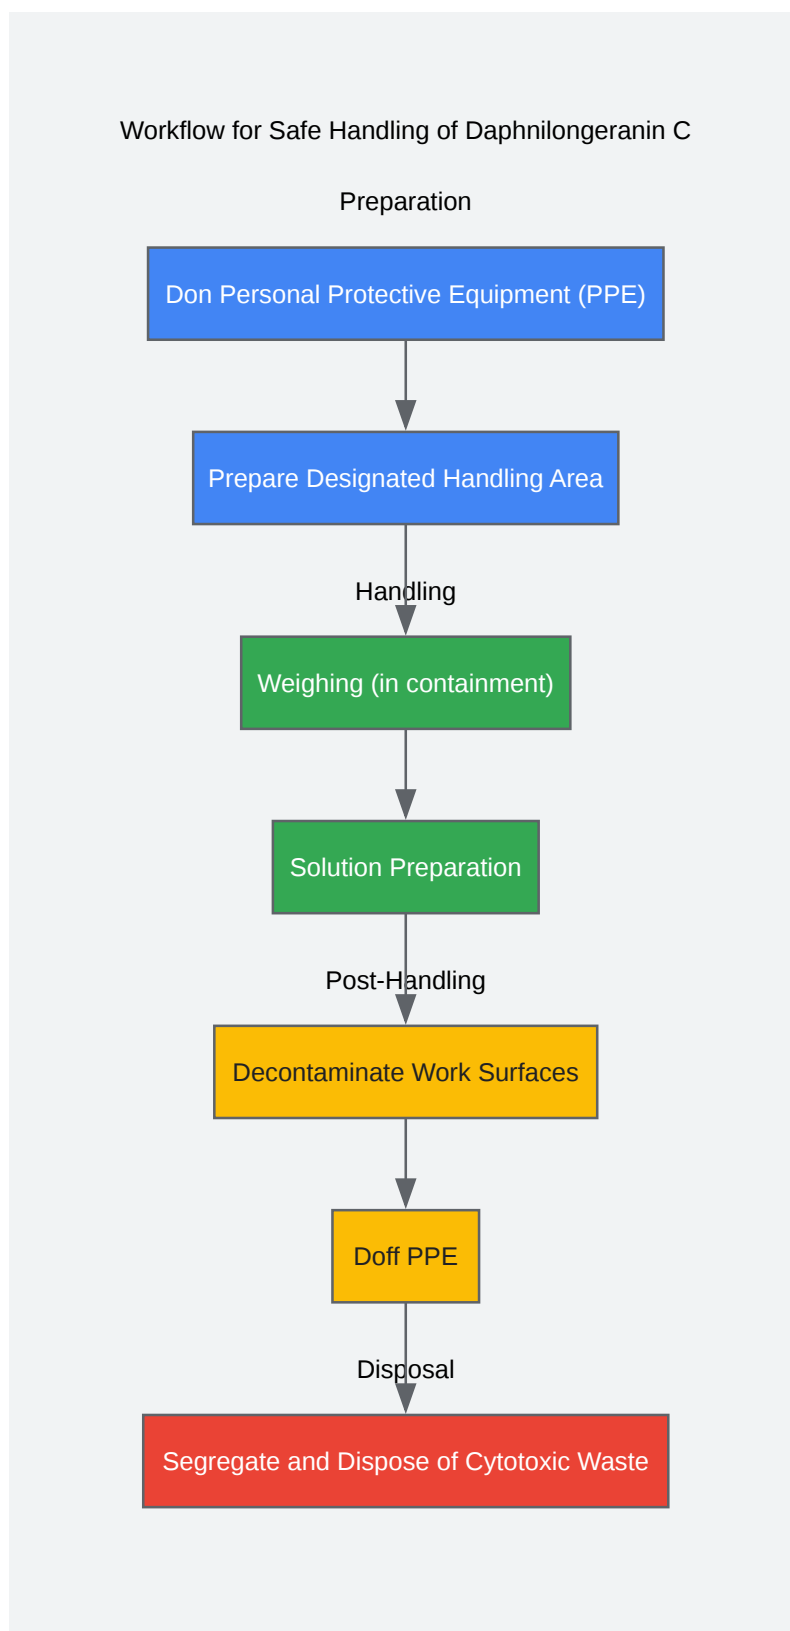 Workflow for Safe Handling of Daphnilongeranin C
Preparation
Don Personal Protective Equipment (PPE)
Prepare Designated Handling Area
Handling
Weighing (in containment)
Solution Preparation
Post-Handling
Decontaminate Work Surfaces
Doff PPE
Disposal
Segregate and Dispose of Cytotoxic Waste